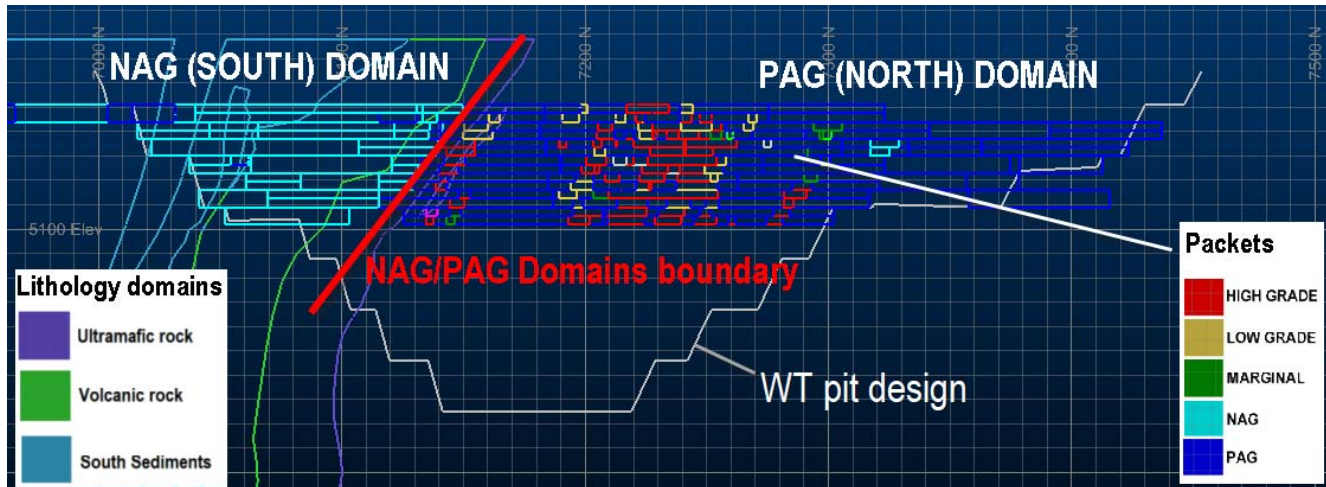 7200 N
7500 N
NAG (SOUTH) DOMAIN
PAG (NORTH) DOMAIN
5100 Elev
NAG/PAG Domains boundary
WT pit design
Lithology domains
Ultramafic rock
Volcanic rock
South Sediments
Packets
HIGH GRADE
LOW GRADE
MARGINAL
NAG
PAG